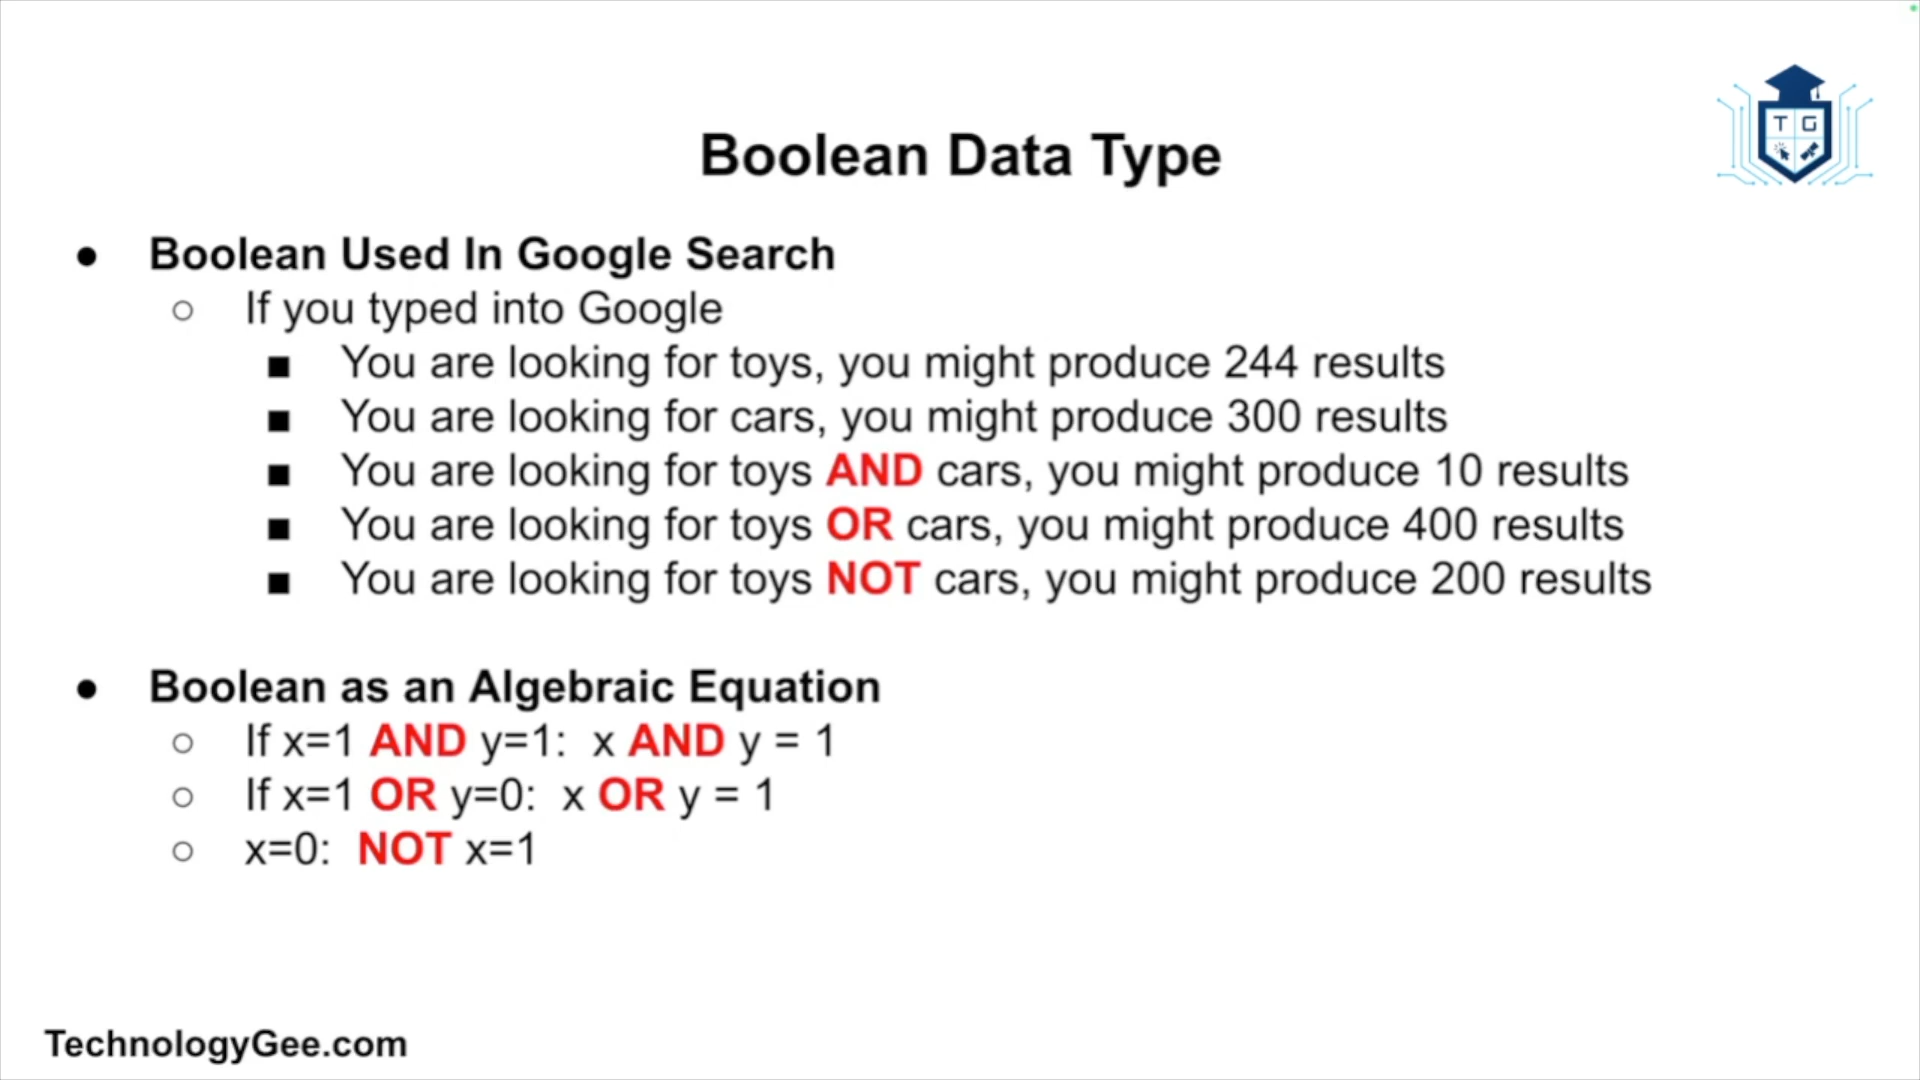 T G
Boolean Data Type
● Boolean Used In Google Search
○ If you typed into Google
■ You are looking for toys, you might produce 244 results
■ You are looking for cars, you might produce 300 results
■ You are looking for toys AND cars, you might produce 10 results
■ You are looking for toys OR cars, you might produce 400 results
■ You are looking for toys NOT cars, you might produce 200 results
● Boolean as an Algebraic Equation
○ If x=1 AND y=1:  x AND y = 1
○ If x=1 OR y=0:  x OR y = 1
○ x=0:  NOT x=1
TechnologyGee.com